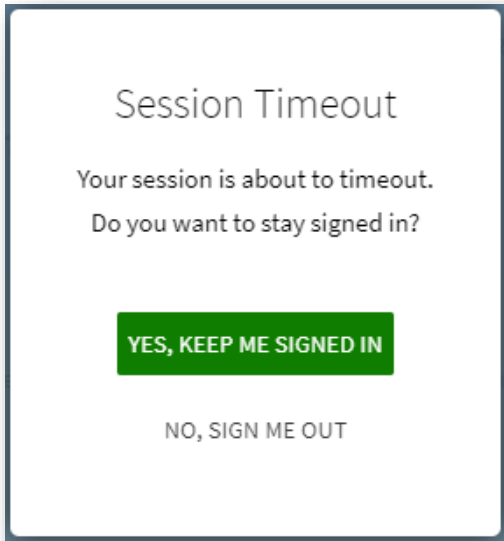 Session Timeout
Your session is about to timeout.
Do you want to stay signed in?
YES, KEEP ME SIGNED IN
NO, SIGN ME OUT